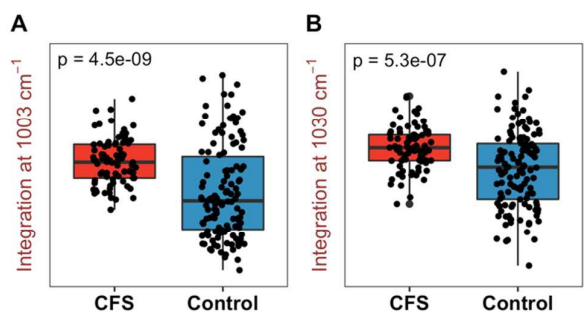 A
p = 4.5e-09
Integration at 1003 cm⁻¹
CFS Control
B
p = 5.3e-07
Integration at 1030 cm⁻¹
CFS Control